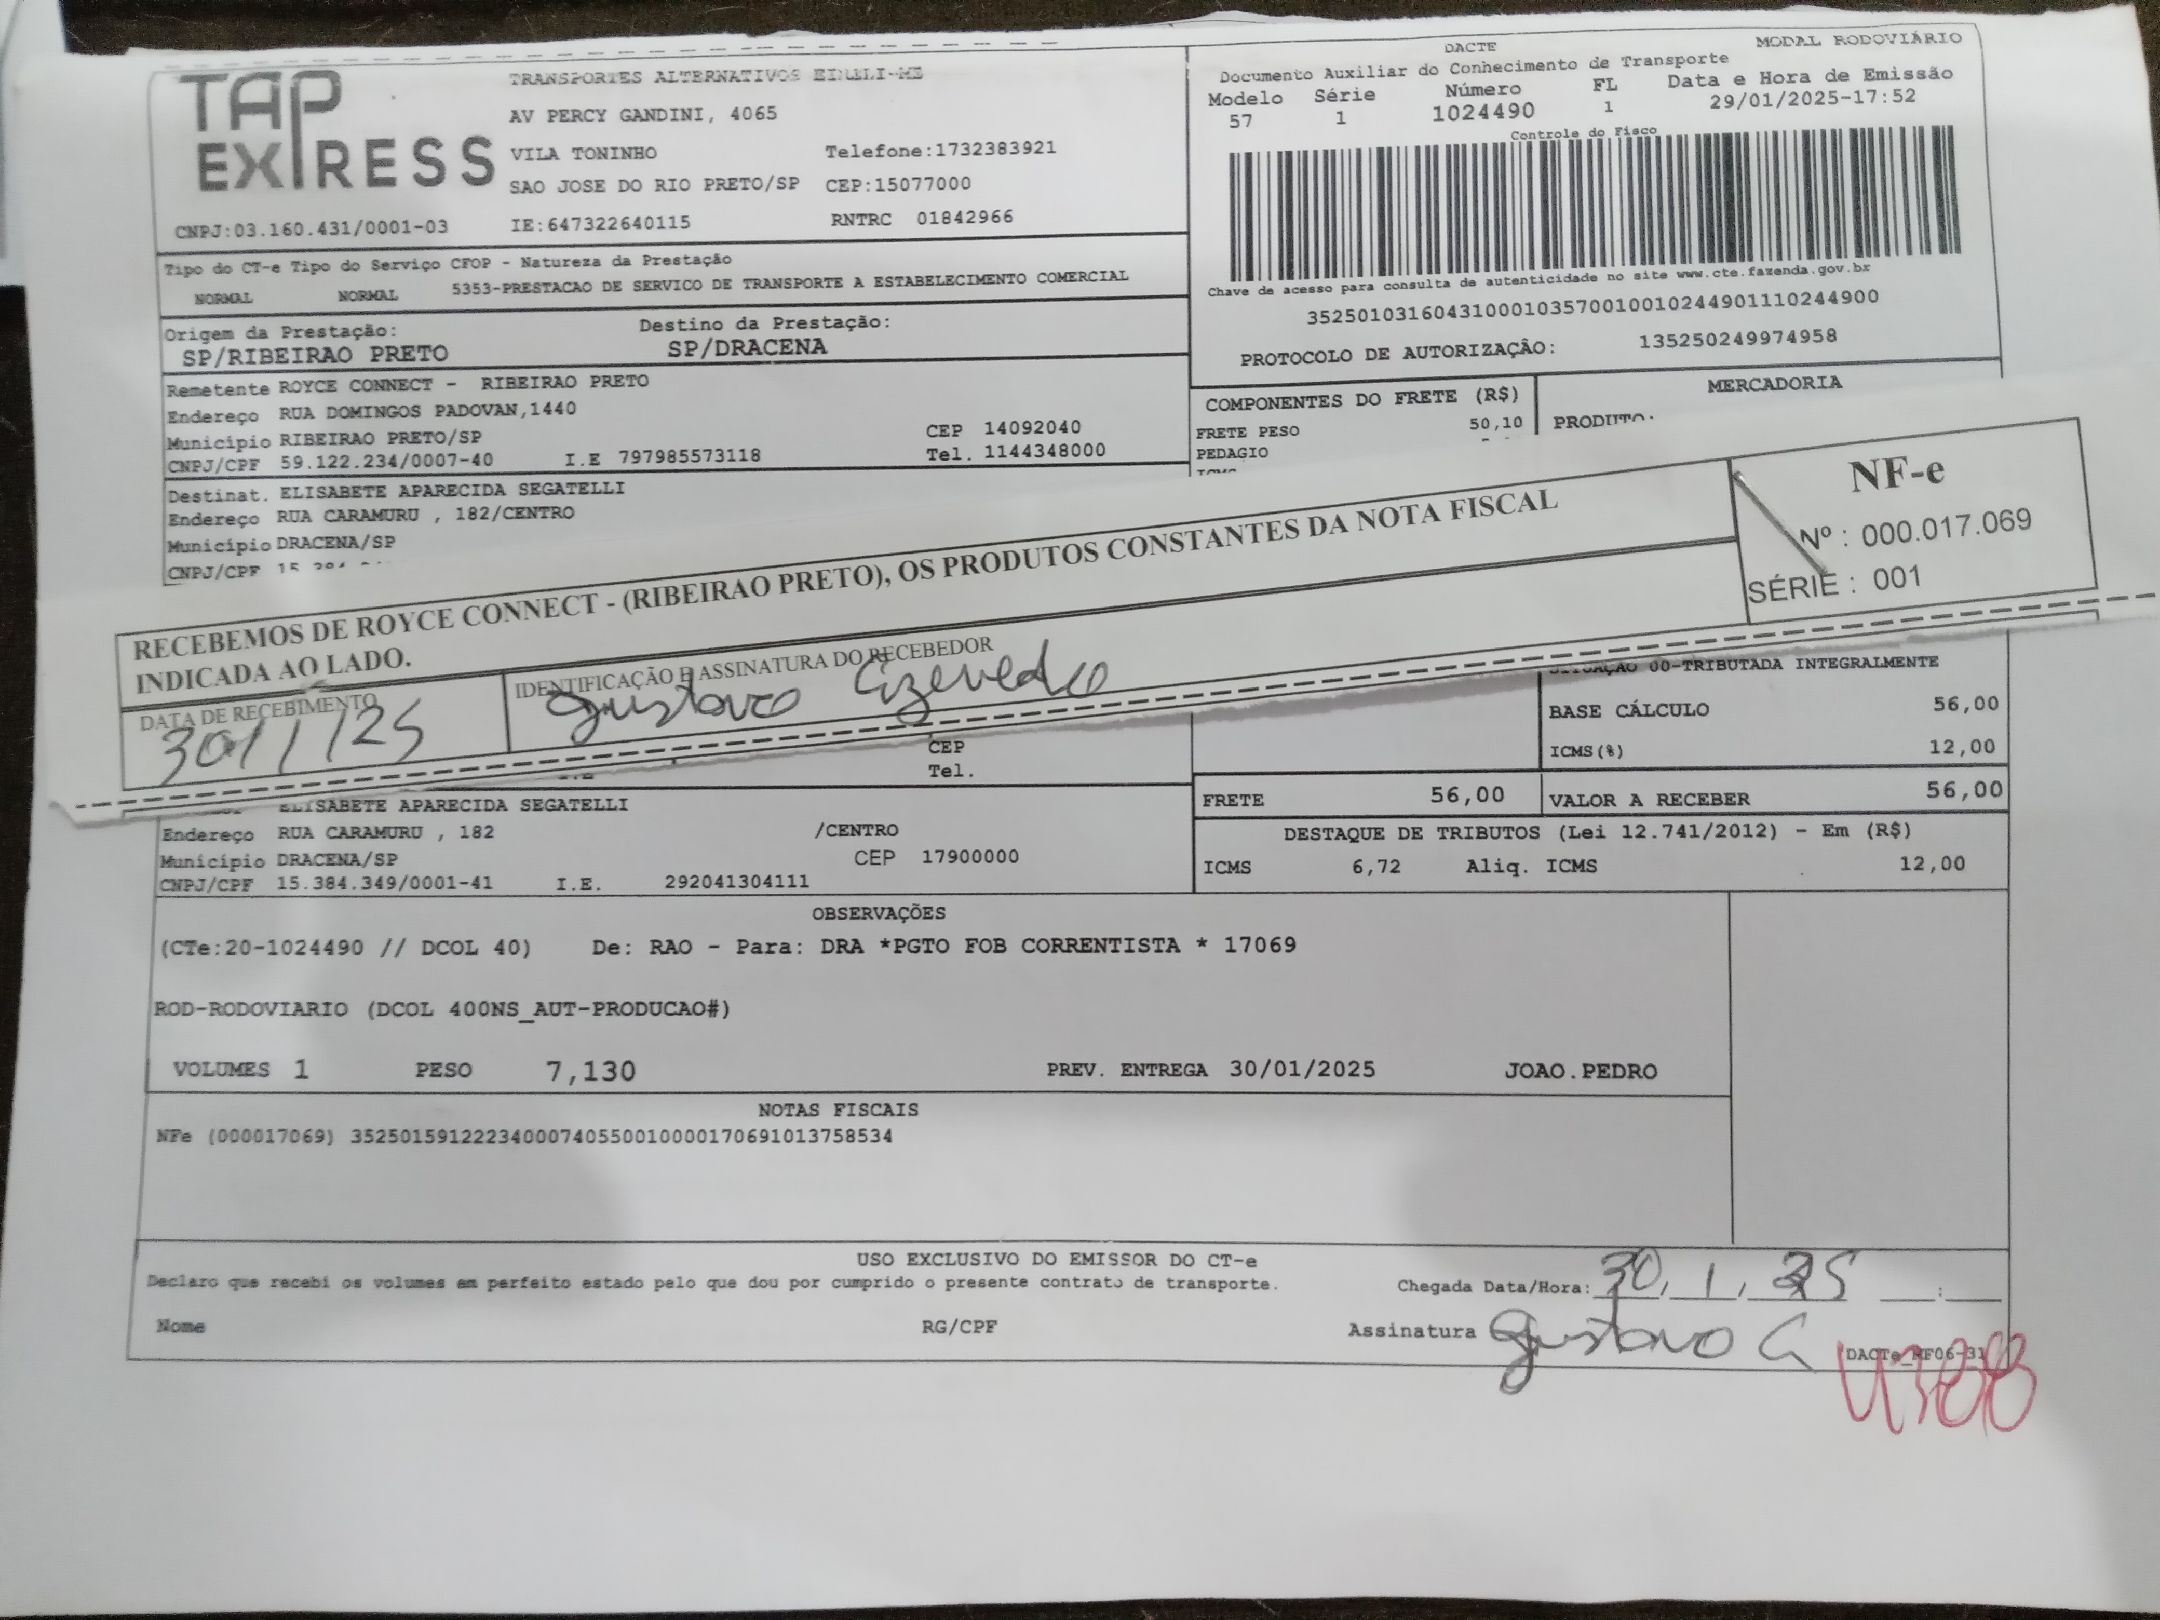 TAP EXPRESS
TRANSPORTES ALTERNATIVOS EIRELI-ME
AV PERCY GANDINI, 4065
VILA TONINHO Telefone:1732383921
SAO JOSE DO RIO PRETO/SP CEP:15077000
CNPJ:03.160.431/0001-03 IE:647322640115 RNTRC 01842966
DACTE MODAL RODOVIÁRIO
Documento Auxiliar do Conhecimento de Transporte
Modelo Série Número FL Data e Hora de Emissão
57 1 1024490 1 29/01/2025-17:52
Controle do Fisco
Chave de acesso para consulta de autenticidade no site www.cte.fazenda.gov.br
35250103160431000103570010010244901110244900
PROTOCOLO DE AUTORIZAÇÃO: 135250249974958
Tipo do CT-e Tipo do Serviço CFOP - Natureza da Prestação
NORMAL NORMAL 5353-PRESTACAO DE SERVICO DE TRANSPORTE A ESTABELECIMENTO COMERCIAL
Origem da Prestação: Destino da Prestação:
SP/RIBEIRAO PRETO SP/DRACENA
Remetente ROYCE CONNECT - RIBEIRAO PRETO
Endereço RUA DOMINGOS PADOVAN,1440
Município RIBEIRAO PRETO/SP CEP 14092040
CNPJ/CPF 59.122.234/0007-40 I.E 797985573118 Tel. 1144348000
COMPONENTES DO FRETE (R$) MERCADORIA
FRETE PESO 50,10 PRODUTO:
PEDAGIO
Destinat. ELISABETE APARECIDA SEGATELLI
Endereço RUA CARAMURU , 182/CENTRO
Município DRACENA/SP
CNPJ/CPF
RECEBEMOS DE ROYCE CONNECT - (RIBEIRAO PRETO), OS PRODUTOS CONSTANTES DA NOTA FISCAL
INDICADA AO LADO.
NF-e
Nº : 000.017.069
SÉRIE : 001
DATA DE RECEBIMENTO IDENTIFICAÇÃO E ASSINATURA DO RECEBEDOR
30/1/25 Gustavo Azevedo
SITUAÇÃO 00-TRIBUTADA INTEGRALMENTE
BASE CÁLCULO 56,00
ICMS(%) 12,00
CEP
Tel.
FRETE 56,00 VALOR A RECEBER 56,00
ELISABETE APARECIDA SEGATELLI
Endereço RUA CARAMURU , 182 /CENTRO
Município DRACENA/SP CEP 17900000
CNPJ/CPF 15.384.349/0001-41 I.E. 292041304111
DESTAQUE DE TRIBUTOS (Lei 12.741/2012) - Em (R$)
ICMS 6,72 Aliq. ICMS 12,00
OBSERVAÇÕES
(CTe:20-1024490 // DCOL 40) De: RAO - Para: DRA *PGTO FOB CORRENTISTA * 17069
ROD-RODOVIARIO (DCOL 400NS_AUT-PRODUCAO#)
VOLUMES 1 PESO 7,130 PREV. ENTREGA 30/01/2025 JOAO.PEDRO
NOTAS FISCAIS
NFe (000017069) 35250159122234000740550010000170691013758534
USO EXCLUSIVO DO EMISSOR DO CT-e
Declaro que recebi os volumes em perfeito estado pelo que dou por cumprido o presente contrato de transporte.
Chegada Data/Hora: 30, 1, 25 :
Nome RG/CPF Assinatura Gustavo A
DACTe_RF06-31